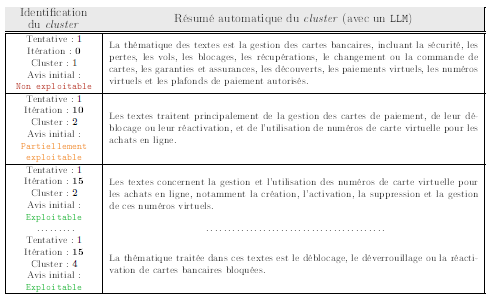 Identification
du cluster
Résumé automatique du cluster (avec un LLM)
Tentative : 1
Itération : 0
Cluster : 1
Avis initial :
Non exploitable
La thématique des textes est la gestion des cartes bancaires, incluant la sécurité, les
pertes, les vols, les blocages, les récupérations, le changement ou la commande de
cartes, les garanties et assurances, les découverts, les paiements virtuels, les numéros
virtuels et les plafonds de paiement autorisés.
Tentative : 1
Itération : 10
Cluster : 2
Avis initial :
Partiellement
exploitable
Les textes traitent principalement de la gestion des cartes de paiement, de leur dé-
blocage ou leur réactivation, et de l'utilisation de numéros de carte virtuelle pour les
achats en ligne.
Tentative : 1
Itération : 15
Cluster : 2
Avis initial :
Exploitable
Les textes concernent la gestion et l'utilisation des numéros de carte virtuelle pour
les achats en ligne, notamment la création, l'activation, la suppression et la gestion
de ces numéros virtuels.
......... .........................................
Tentative : 1
Itération : 15
Cluster : 4
Avis initial :
Exploitable
La thématique traitée dans ces textes est le déblocage, le déverrouillage ou la réacti-
vation de cartes bancaires bloquées.